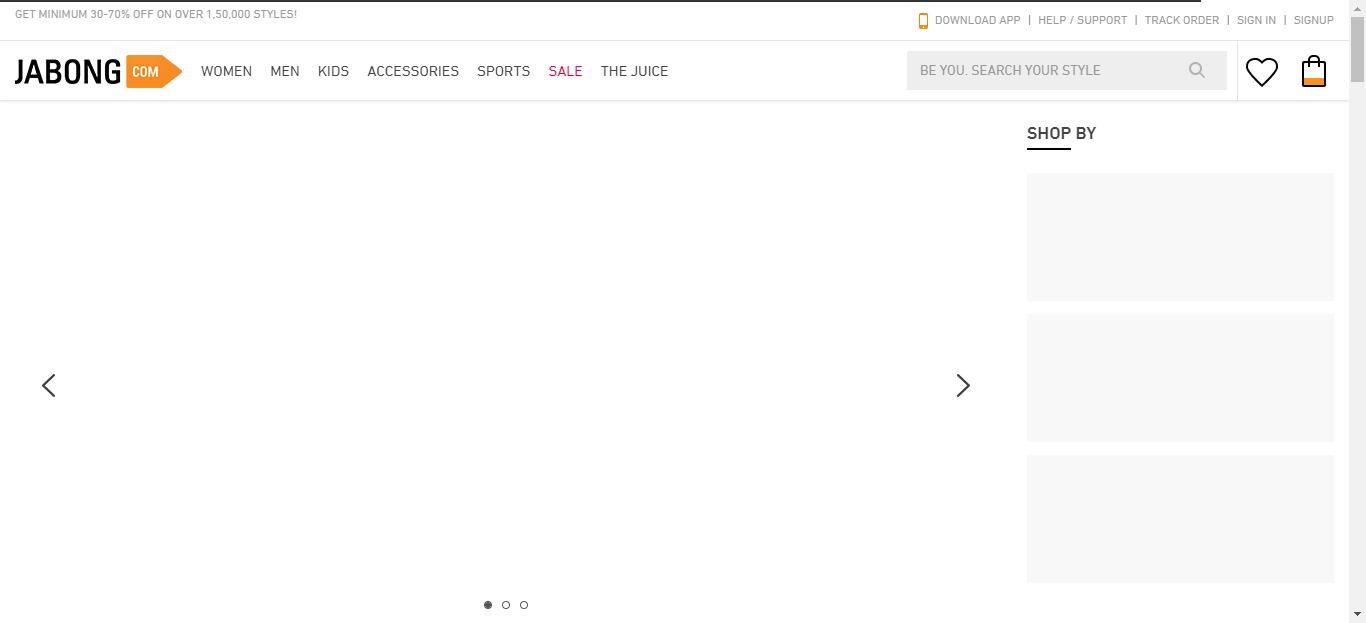 GET MINIMUM 30-70% OFF ON OVER 1,50,000 STYLES!
DOWNLOAD APP | HELP / SUPPORT | TRACK ORDER | SIGN IN | SIGNUP
JABONG COM WOMEN MEN KIDS ACCESSORIES SPORTS SALE THE JUICE BE YOU. SEARCH YOUR STYLE
SHOP BY